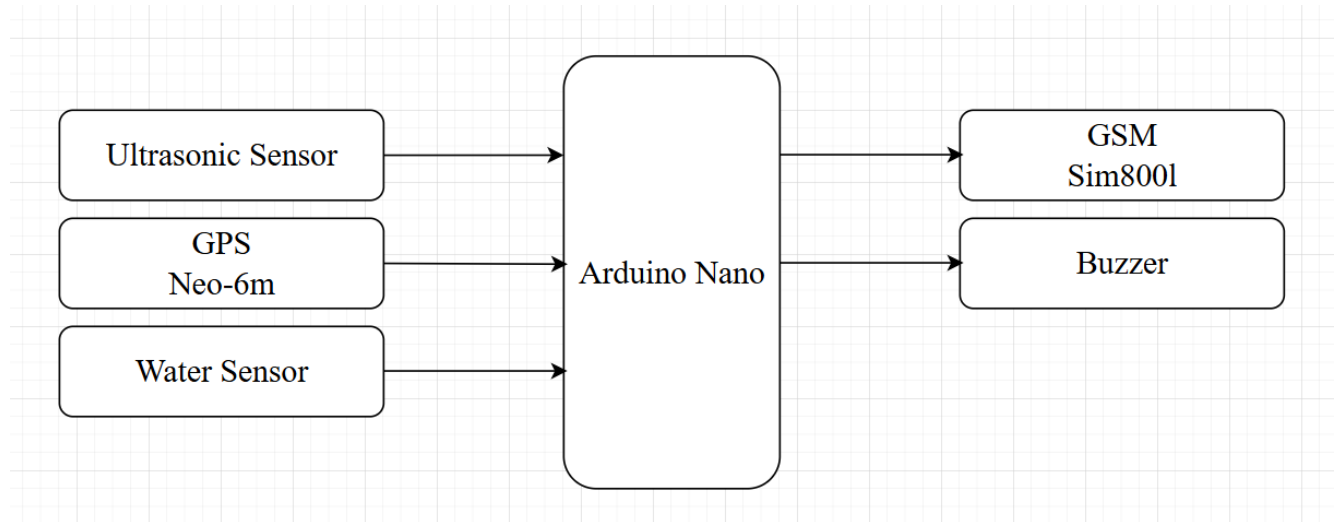 Ultrasonic Sensor
GPS
Neo-6m
Water Sensor
Arduino Nano
GSM
Sim800l
Buzzer